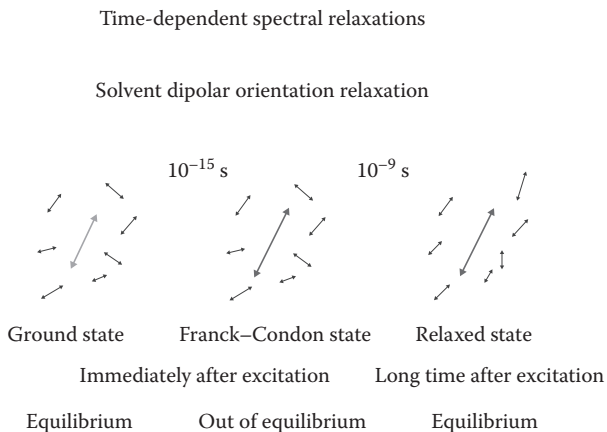 Time-dependent spectral relaxations
Solvent dipolar orientation relaxation
10⁻¹⁵ s 10⁻⁹ s
Ground state Franck–Condon state Relaxed state
Immediately after excitation Long time after excitation
Equilibrium Out of equilibrium Equilibrium